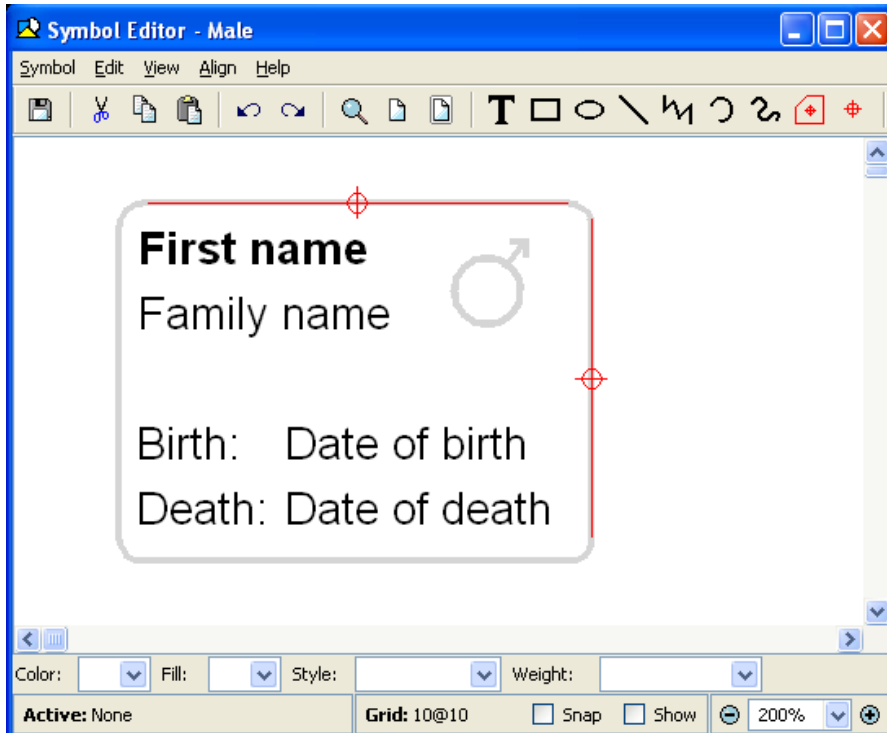 Symbol Editor - Male
Symbol Edit View Align Help
T
First name
Family name
Birth: Date of birth
Death: Date of death
Color: Fill: Style: Weight:
Active: None Grid: 10@10 Snap Show 200%